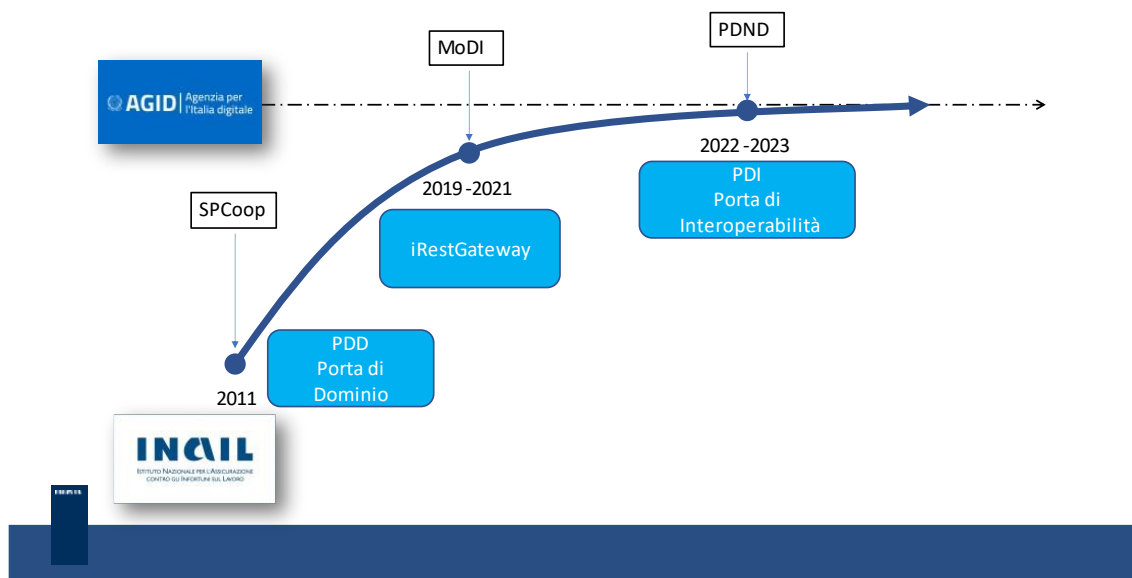 MoDI
PDND
AGID
Agenzia per
l'Italia digitale
2022 -2023
PDI
Porta di
Interoperabilità
2019 -2021
iRestGateway
SPCoop
PDD
Porta di
Dominio
2011
INAIL
ISTITUTO NAZIONALE PER L'ASSICURAZIONE
CONTRO GLI INFORTUNI SUL LAVORO